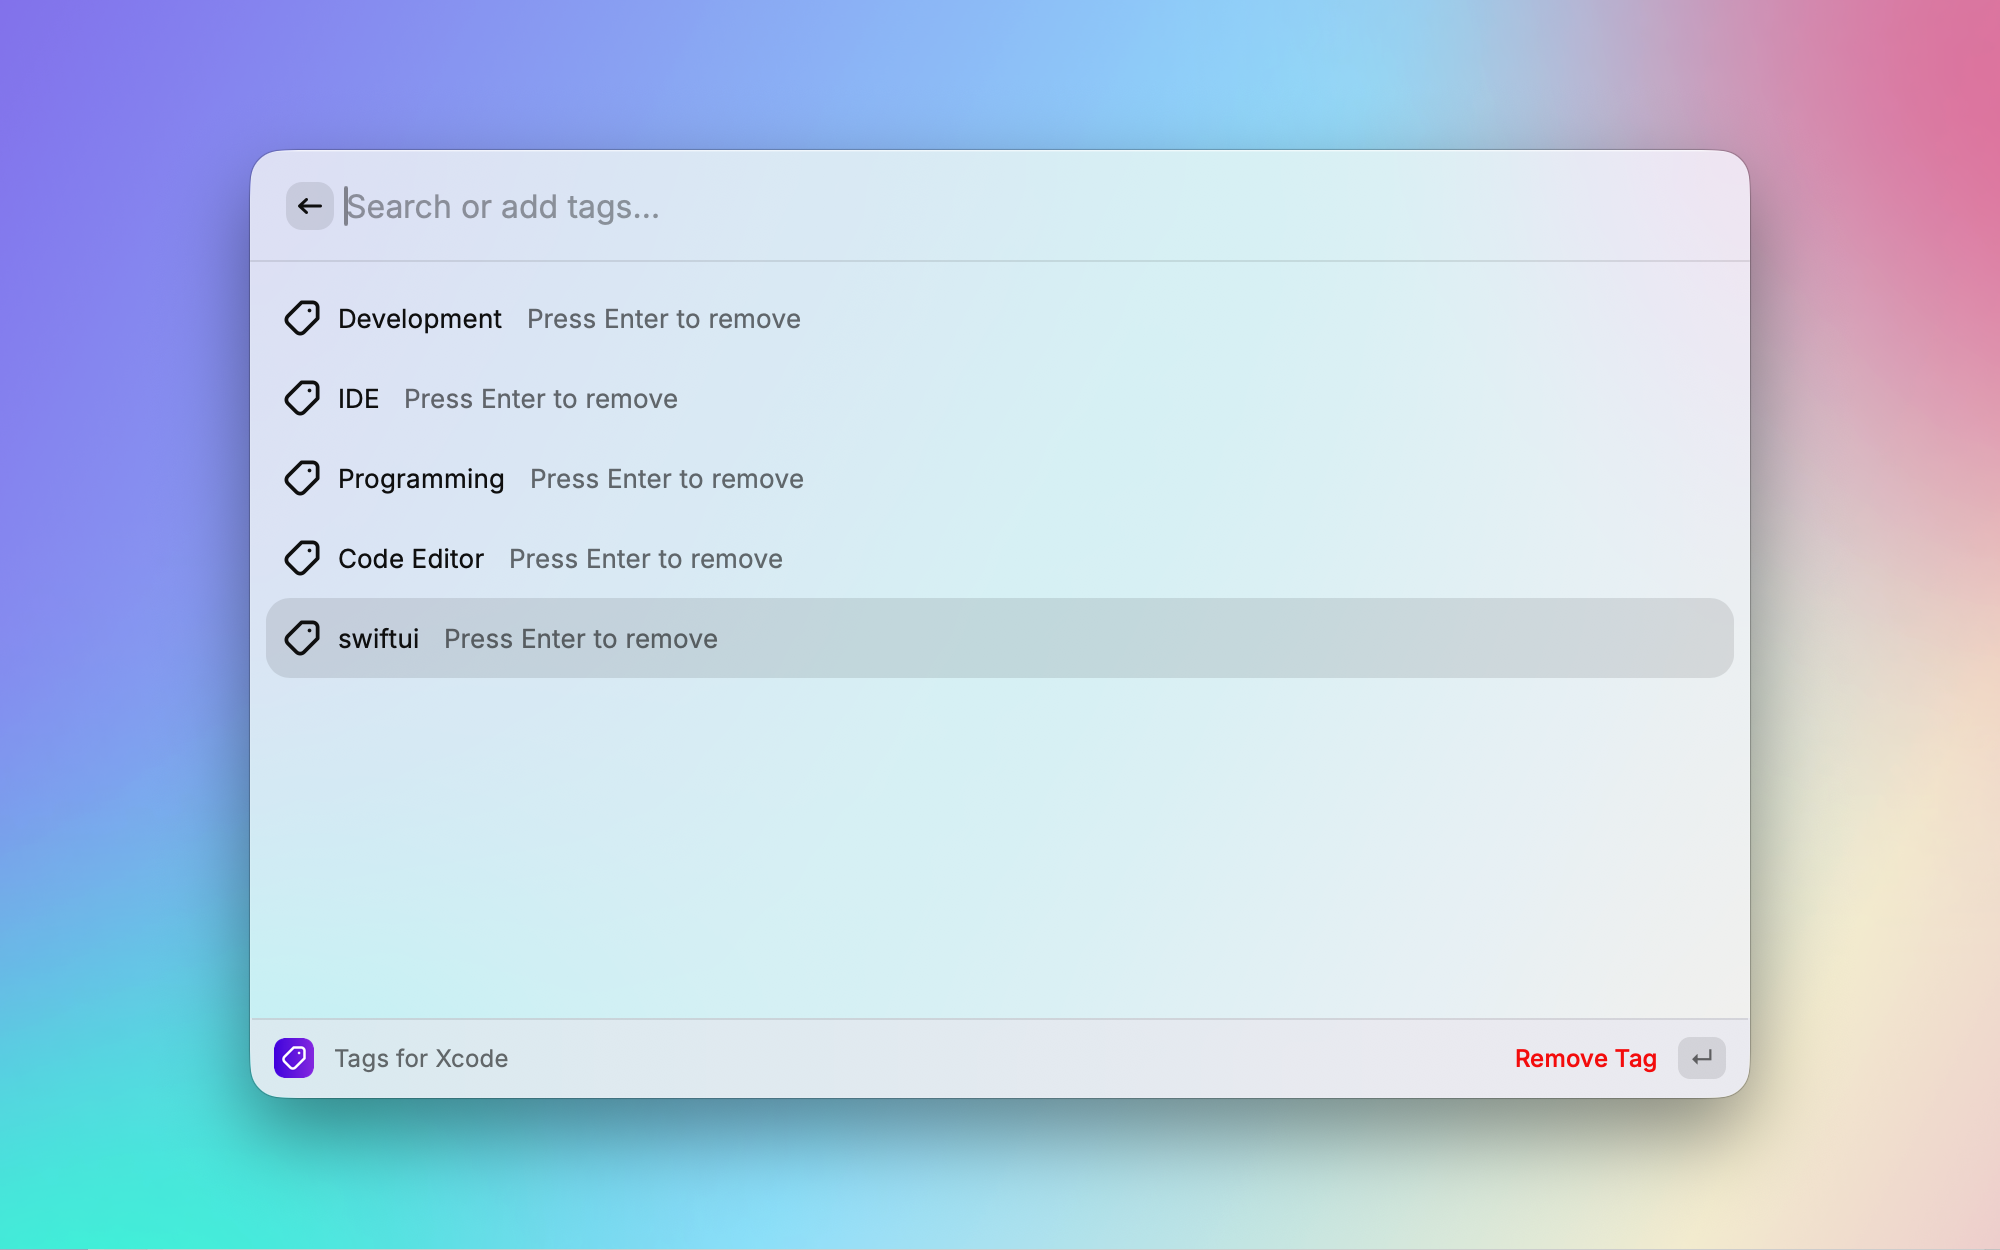 Search or add tags...
Development Press Enter to remove
IDE Press Enter to remove
Programming Press Enter to remove
Code Editor Press Enter to remove
swiftui Press Enter to remove
Tags for Xcode Remove Tag